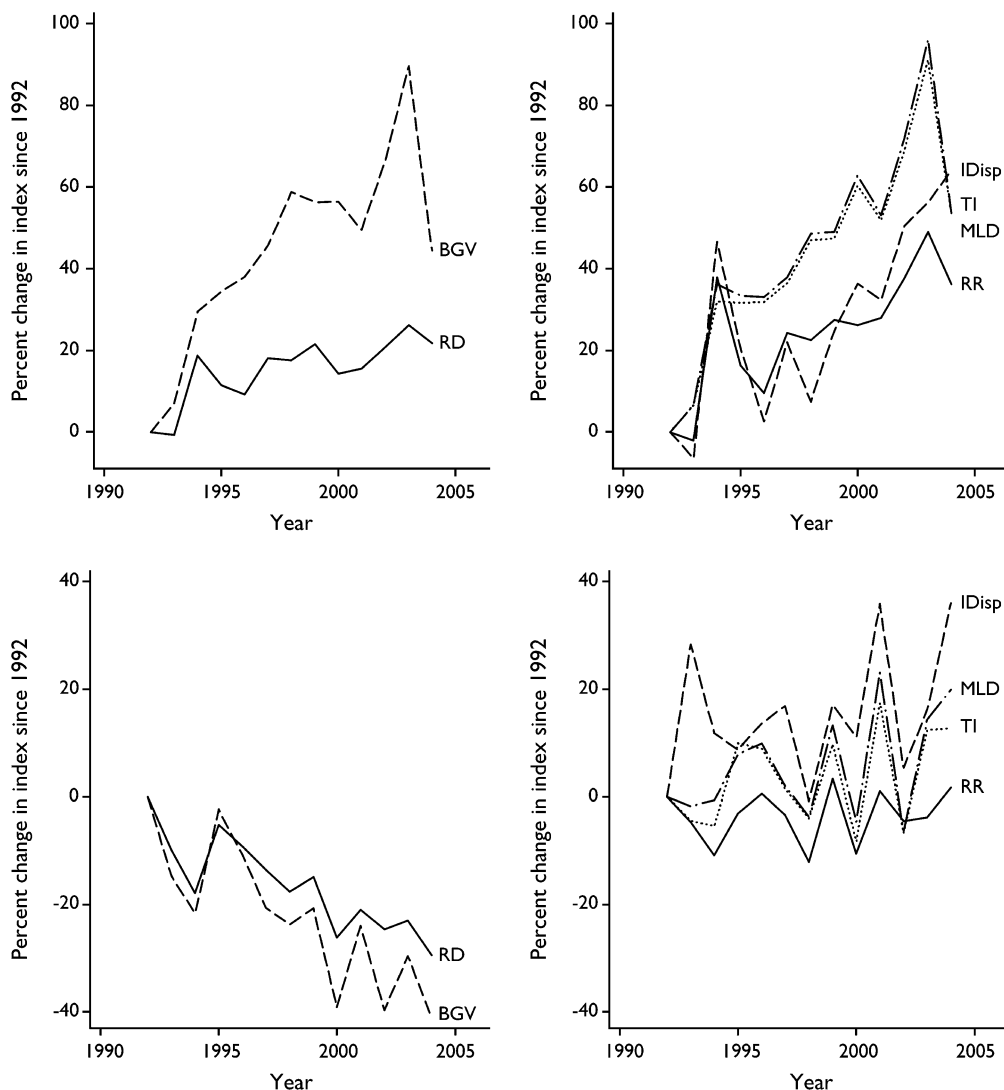 Percent change in index since 1992
100
80
60
40
20
0
BGV
RD
1990 1995 2000 2005
Year
Percent change in index since 1992
100
80
60
40
20
0
IDisp
TI
MLD
RR
1990 1995 2000 2005
Year
Percent change in index since 1992
40
20
0
-20
-40
RD
BGV
1990 1995 2000 2005
Year
Percent change in index since 1992
40
20
0
-20
-40
IDisp
MLD
TI
RR
1990 1995 2000 2005
Year